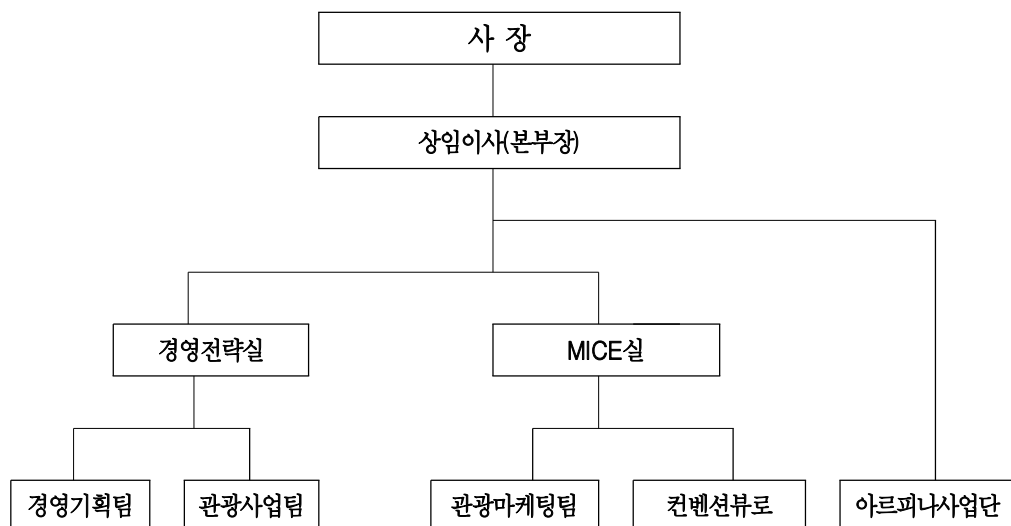 사 장
상임이사(본부장)
경영전략실
MICE실
경영기획팀
관광사업팀
관광마케팅팀
컨벤션뷰로
아르피나사업단